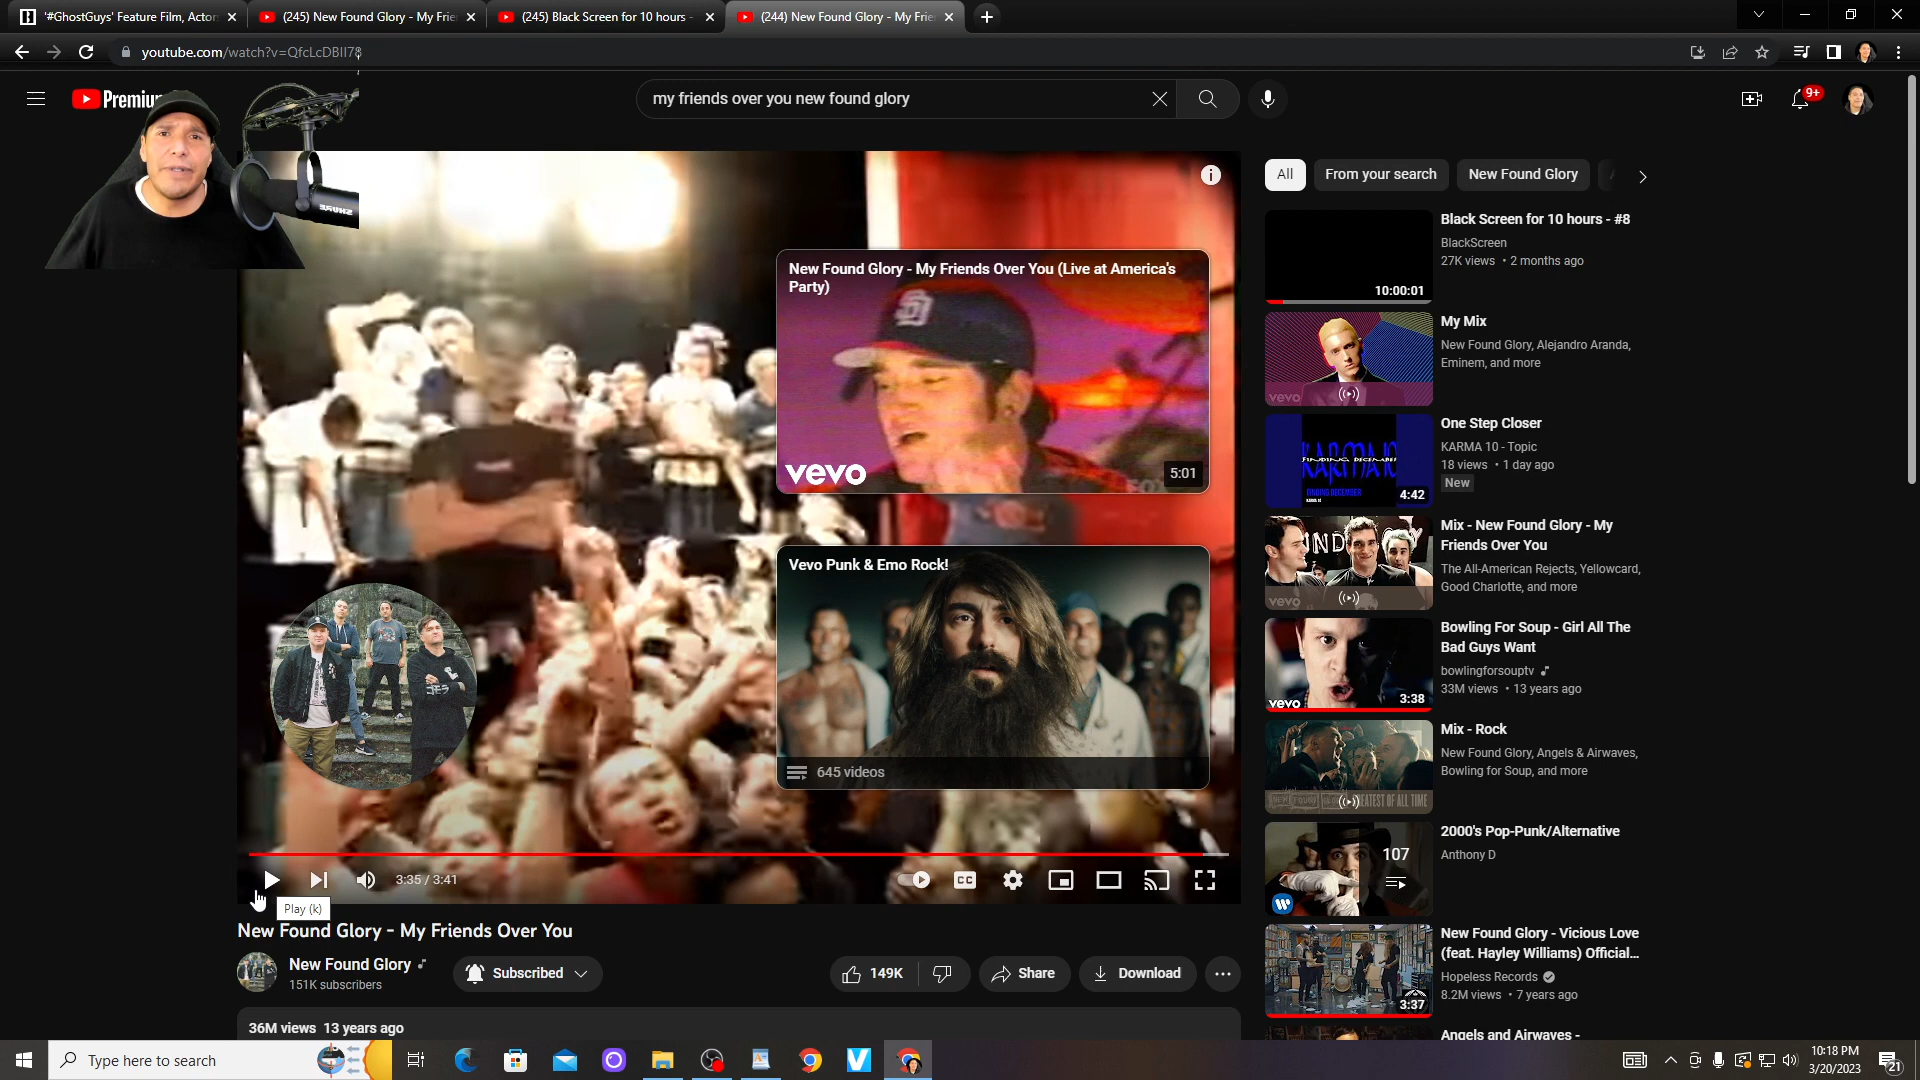 '#GhostGuys' Feature Film, Actor
(245) New Found Glory - My Frie
(245) Black Screen for 10 hours -
(244) New Found Glory - My Frie
youtube.com/watch?v=QfcLcDBII78
Premium
my friends over you new found glory
9+
SHURE
All
From your search
New Found Glory
New Found Glory - My Friends Over You (Live at America's
Party)
vevo
5:01
Vevo Punk & Emo Rock!
645 videos
3:35 / 3:41
CC
Play (k)
New Found Glory - My Friends Over You
New Found Glory
151K subscribers
Subscribed
149K
Share
Download
36M views 13 years ago
Black Screen for 10 hours - #8
BlackScreen
27K views • 2 months ago
10:00:01
My Mix
New Found Glory, Alejandro Aranda,
Eminem, and more
vevo
One Step Closer
KARMA 10 - Topic
18 views • 1 day ago
New
KARMA10
FINDING DECEMBER
4:42
Mix - New Found Glory - My
Friends Over You
The All-American Rejects, Yellowcard,
Good Charlotte, and more
vevo
Bowling For Soup - Girl All The
Bad Guys Want
bowlingforsouptv
33M views • 13 years ago
vevo
3:38
Mix - Rock
New Found Glory, Angels & Airwaves,
Bowling for Soup, and more
2000's Pop-Punk/Alternative
Anthony D
107
New Found Glory - Vicious Love
(feat. Hayley Williams) Official...
Hopeless Records
8.2M views • 7 years ago
3:37
Angels and Airwaves -
Type here to search
10:18 PM
3/20/2023
21